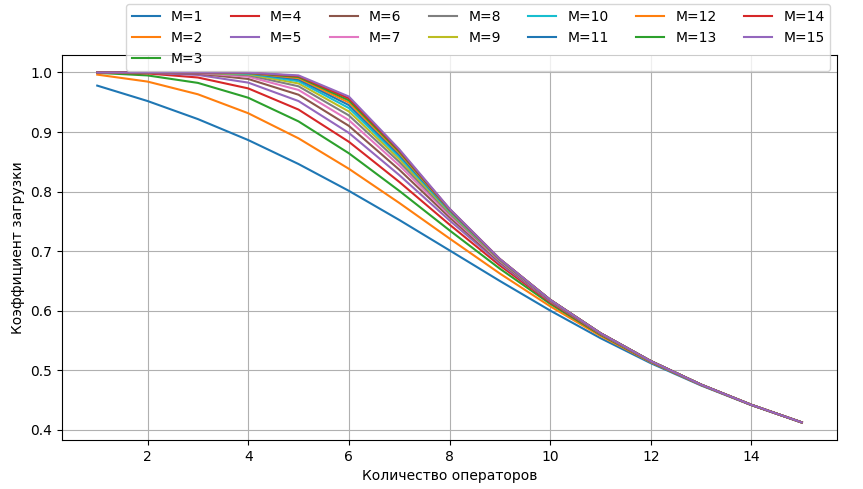 M=1 M=4 M=6 M=8 M=10 M=12 M=14
M=2 M=5 M=7 M=9 M=11 M=13 M=15
M=3
1.0
0.9
0.8
0.7
0.6
0.5
0.4
Коэффициент загрузки
2 4 6 8 10 12 14
Количество операторов